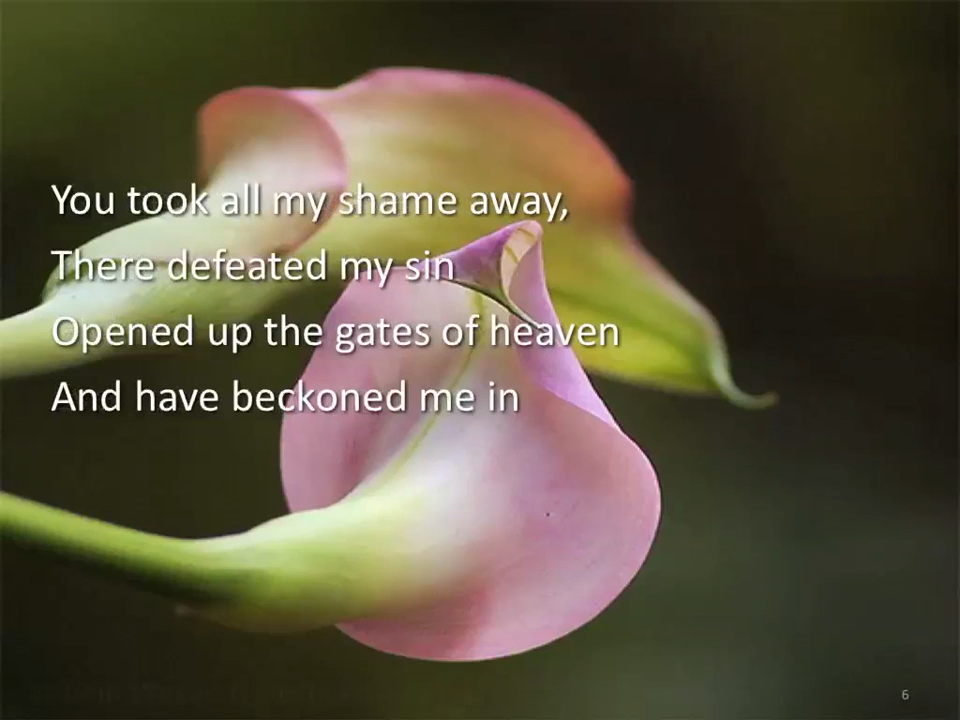 You took all my shame away,
There defeated my sin
Opened up the gates of heaven
And have beckoned me in
6